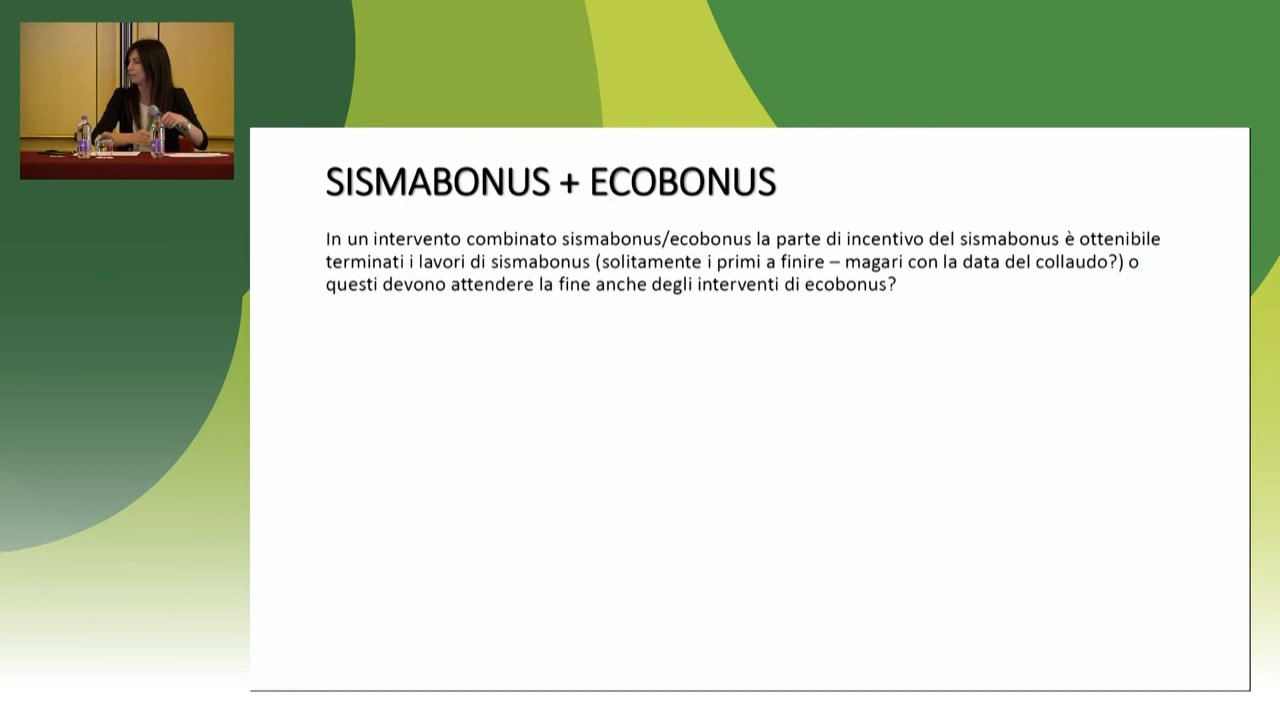 SISMABONUS + ECOBONUS
In un intervento combinato sismabonus/ecobonus la parte di incentivo del sismabonus è ottenibile
terminati i lavori di sismabonus (solitamente i primi a finire – magari con la data del collaudo?) o
questi devono attendere la fine anche degli interventi di ecobonus?